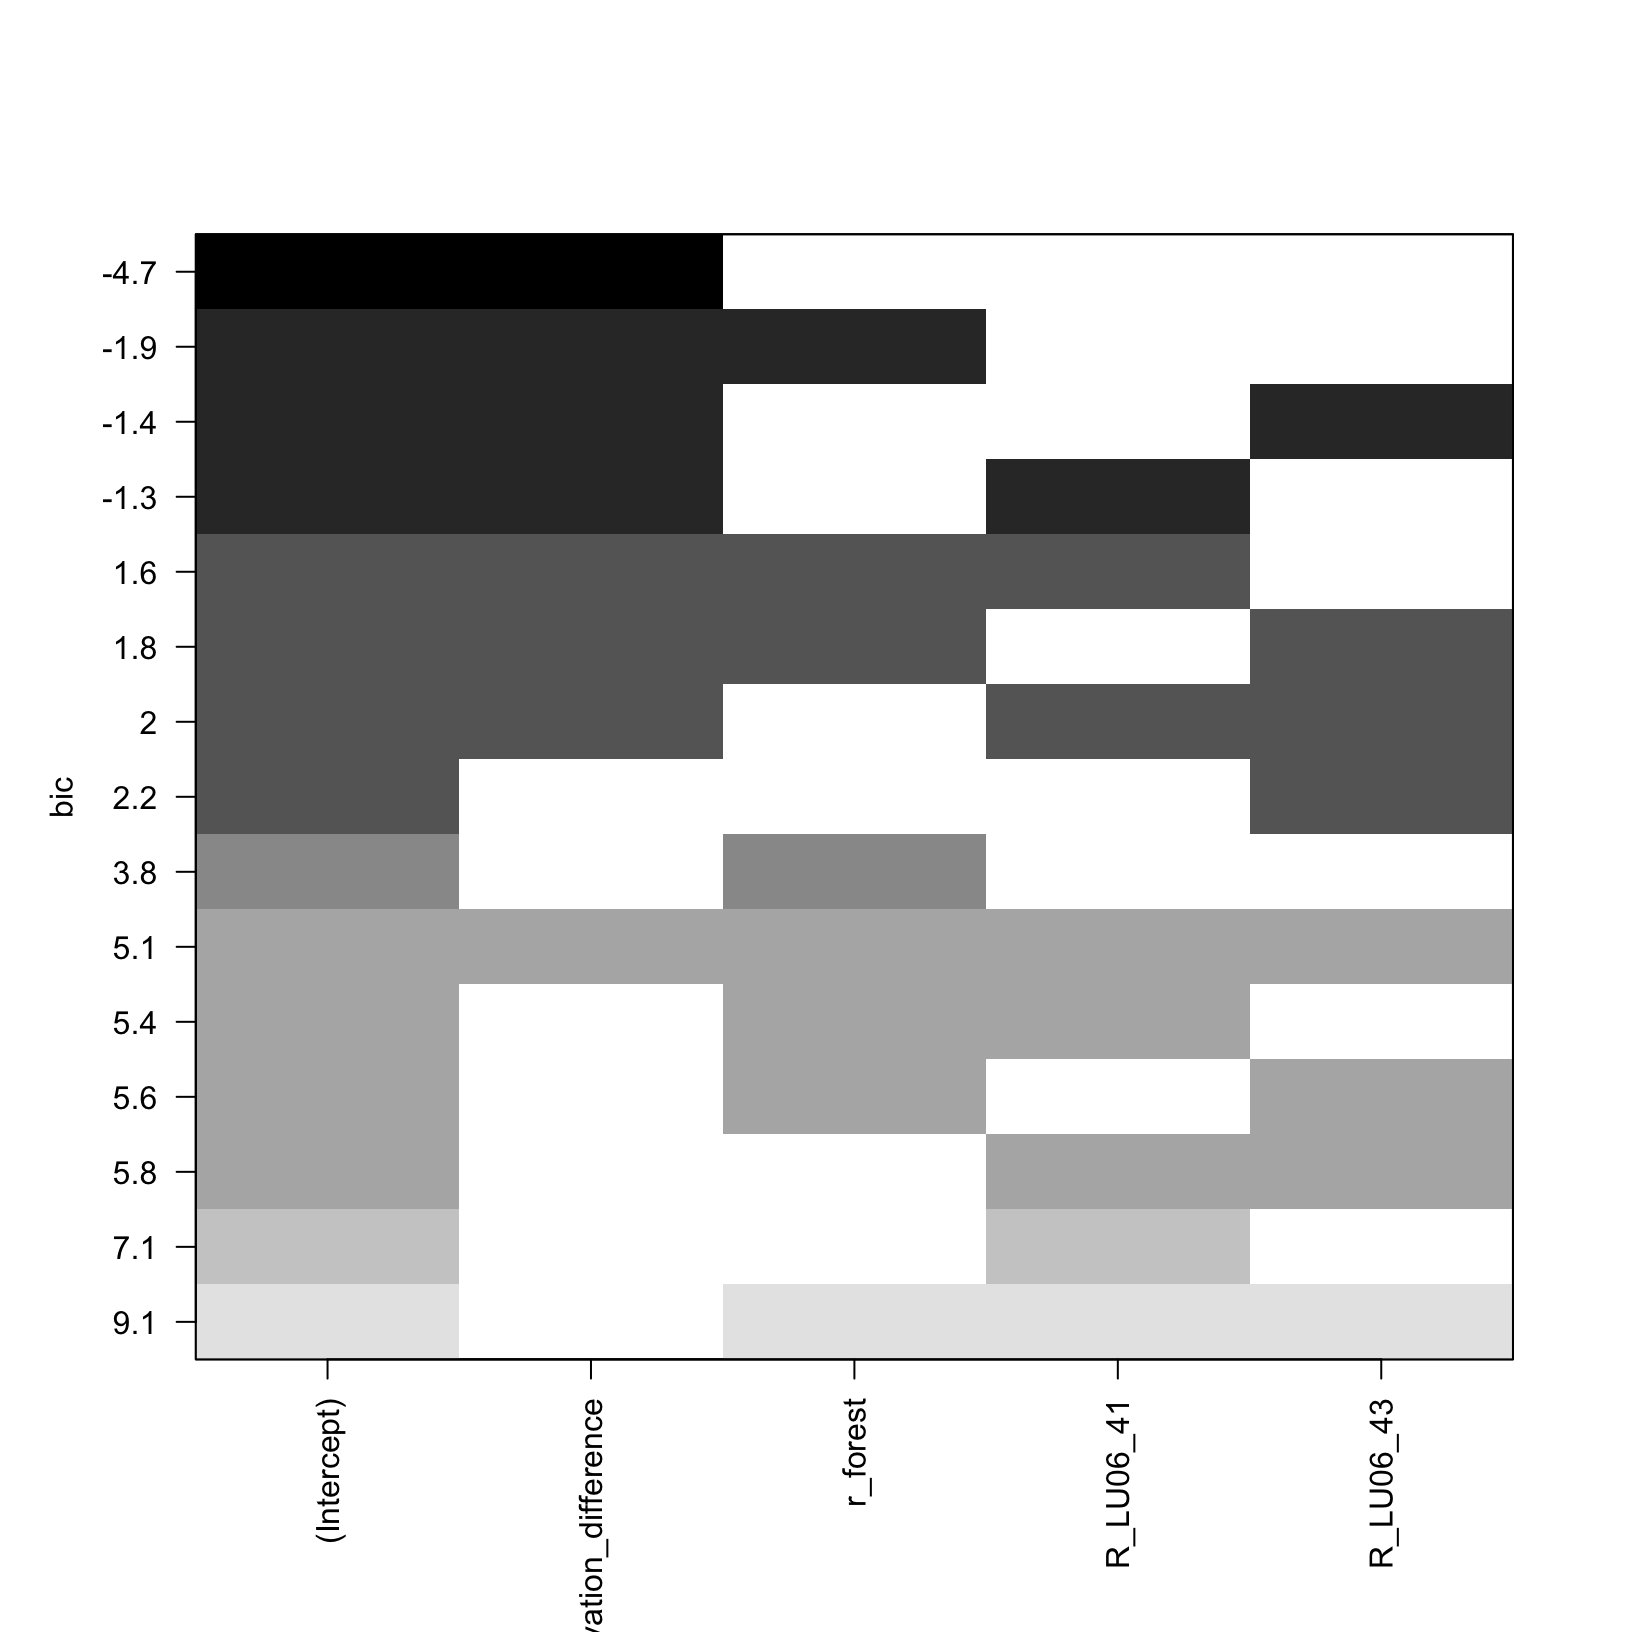 -4.7
-1.9
-1.4
-1.3
1.6
1.8
2
2.2
3.8
5.1
5.4
5.6
5.8
7.1
9.1
bic
(Intercept)
vation_difference
r_forest
R_LU06_41
R_LU06_43